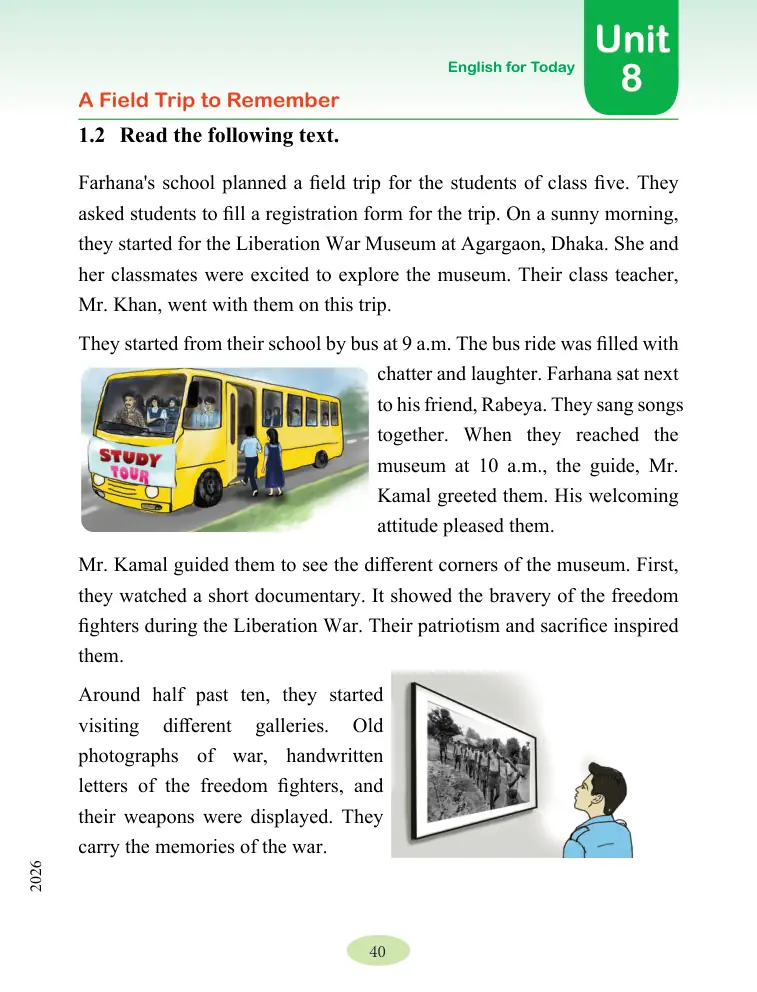 Unit
8
English for Today
A Field Trip to Remember
1.2 Read the following text.
Farhana's school planned a field trip for the students of class five. They
asked students to fill a registration form for the trip. On a sunny morning,
they started for the Liberation War Museum at Agargaon, Dhaka. She and
her classmates were excited to explore the museum. Their class teacher,
Mr. Khan, went with them on this trip.
They started from their school by bus at 9 a.m. The bus ride was filled with
chatter and laughter. Farhana sat next
to his friend, Rabeya. They sang songs
together. When they reached the
museum at 10 a.m., the guide, Mr.
Kamal greeted them. His welcoming
attitude pleased them.
STUDY
TOUR
Mr. Kamal guided them to see the different corners of the museum. First,
they watched a short documentary. It showed the bravery of the freedom
fighters during the Liberation War. Their patriotism and sacrifice inspired
them.
Around half past ten, they started
visiting different galleries. Old
photographs of war, handwritten
letters of the freedom fighters, and
their weapons were displayed. They
carry the memories of the war.
2026
40